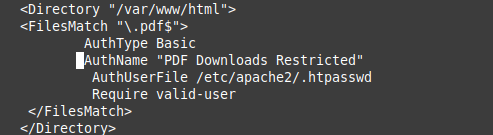 <Directory "/var/www/html">
<FilesMatch "\.pdf$">
AuthType Basic
AuthName "PDF Downloads Restricted"
AuthUserFile /etc/apache2/.htpasswd
Require valid-user
</FilesMatch>
</Directory>